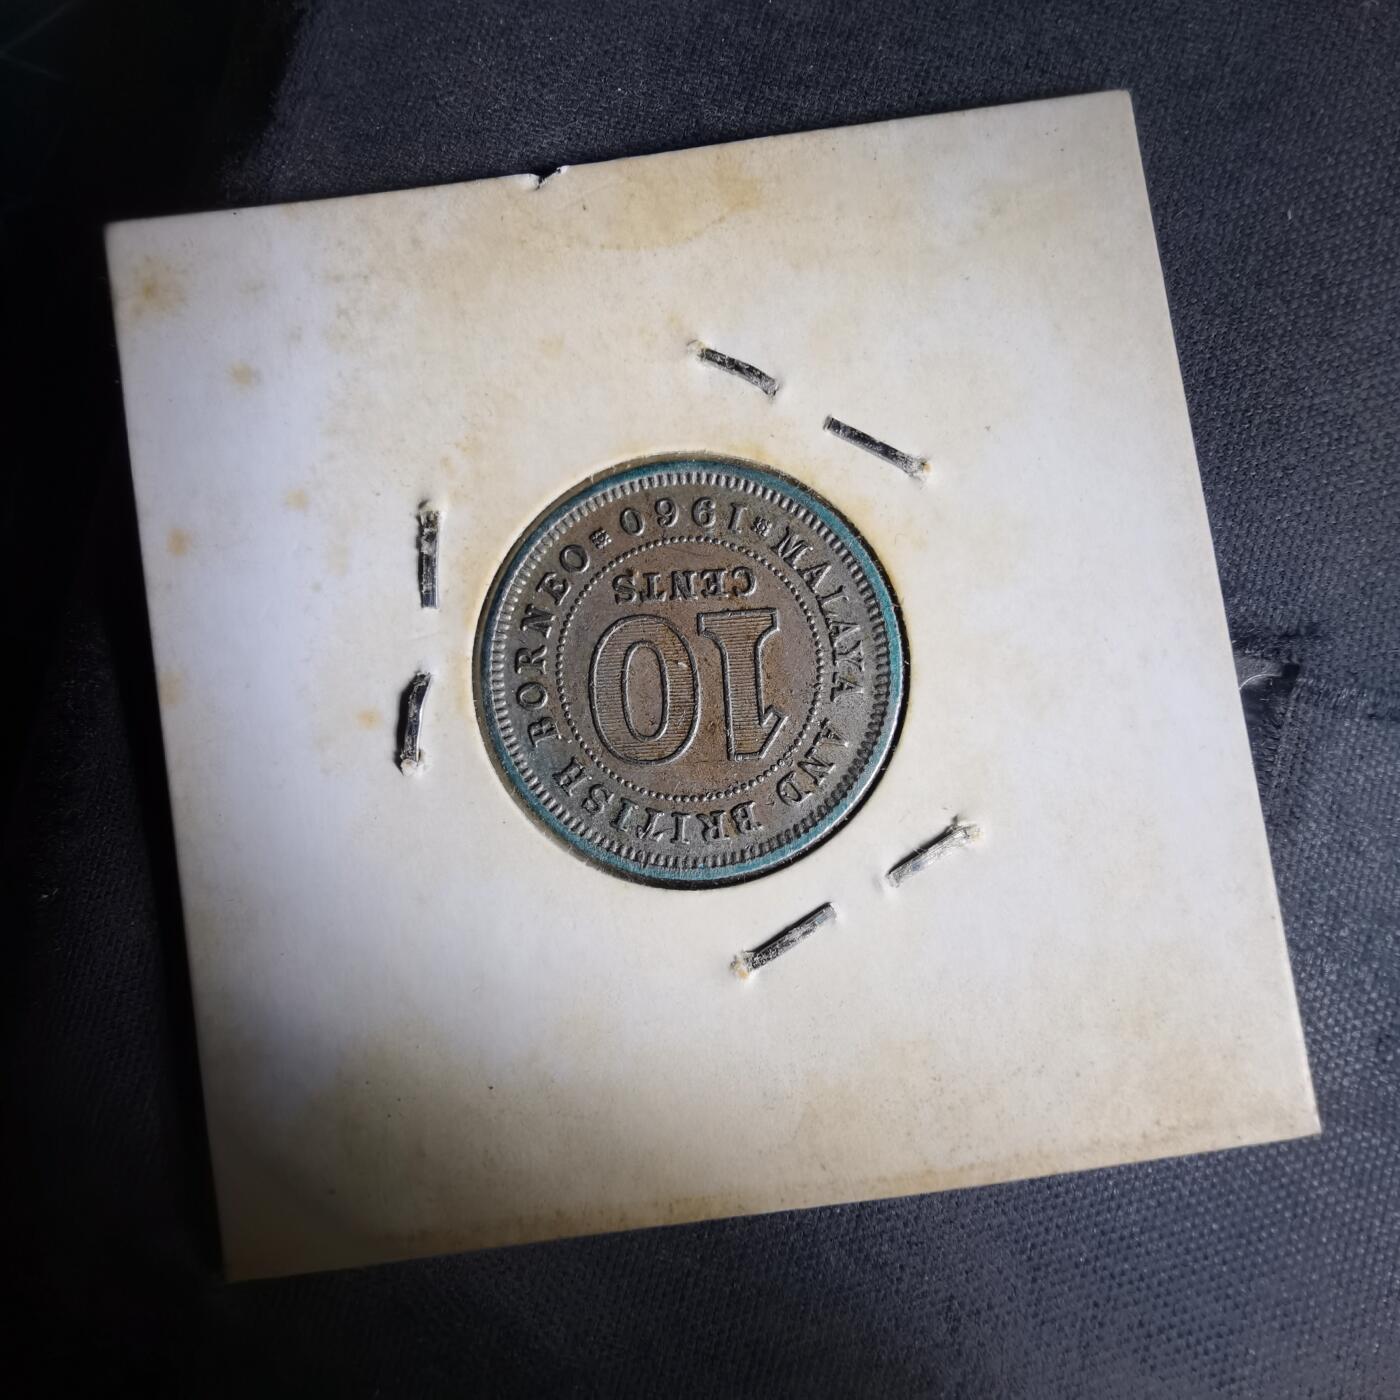 MALAYA AND BRITISH BORNEO
10
CENTS
1960